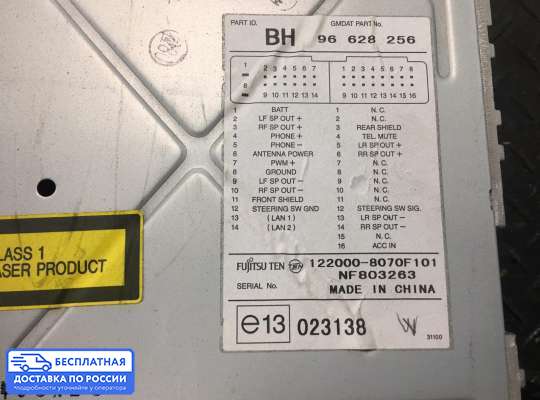 PART ID. GMDAT PART No.
BH 96 628 256
1 2 3 4 5 6 7 1 2 3 4 5 6 7 8
8 9 10 11 12 13 14 9 10 11 12 13 14 15 16
1 BATT 1 N.C.
2 LF SP OUT + 2 N.C.
3 RF SP OUT + 3 REAR SHIELD
4 PHONE + 4 TEL. MUTE
5 PHONE − 5 LR SP OUT +
6 ANTENNA POWER 6 RR SP OUT +
7 PWM + 7 N.C.
8 GROUND 8 N.C.
9 LF SP OUT − 9 N.C.
10 RF SP OUT − 10 N.C.
11 FRONT SHIELD 11 N.C.
12 STEERING SW GND 12 STEERING SW SIG.
13 (LAN 1) 13 LR SP OUT −
14 (LAN 2) 14 RR SP OUT −
15 N.C.
16 ACC IN
FUJITSU TEN TEN 122000-8070F101
NF803263
SERIAL No. MADE IN CHINA
e13 023138
31100
LASS 1
ASER PRODUCT
БЕСПЛАТНАЯ
ДОСТАВКА ПО РОССИИ
подробности уточняйте у оператора